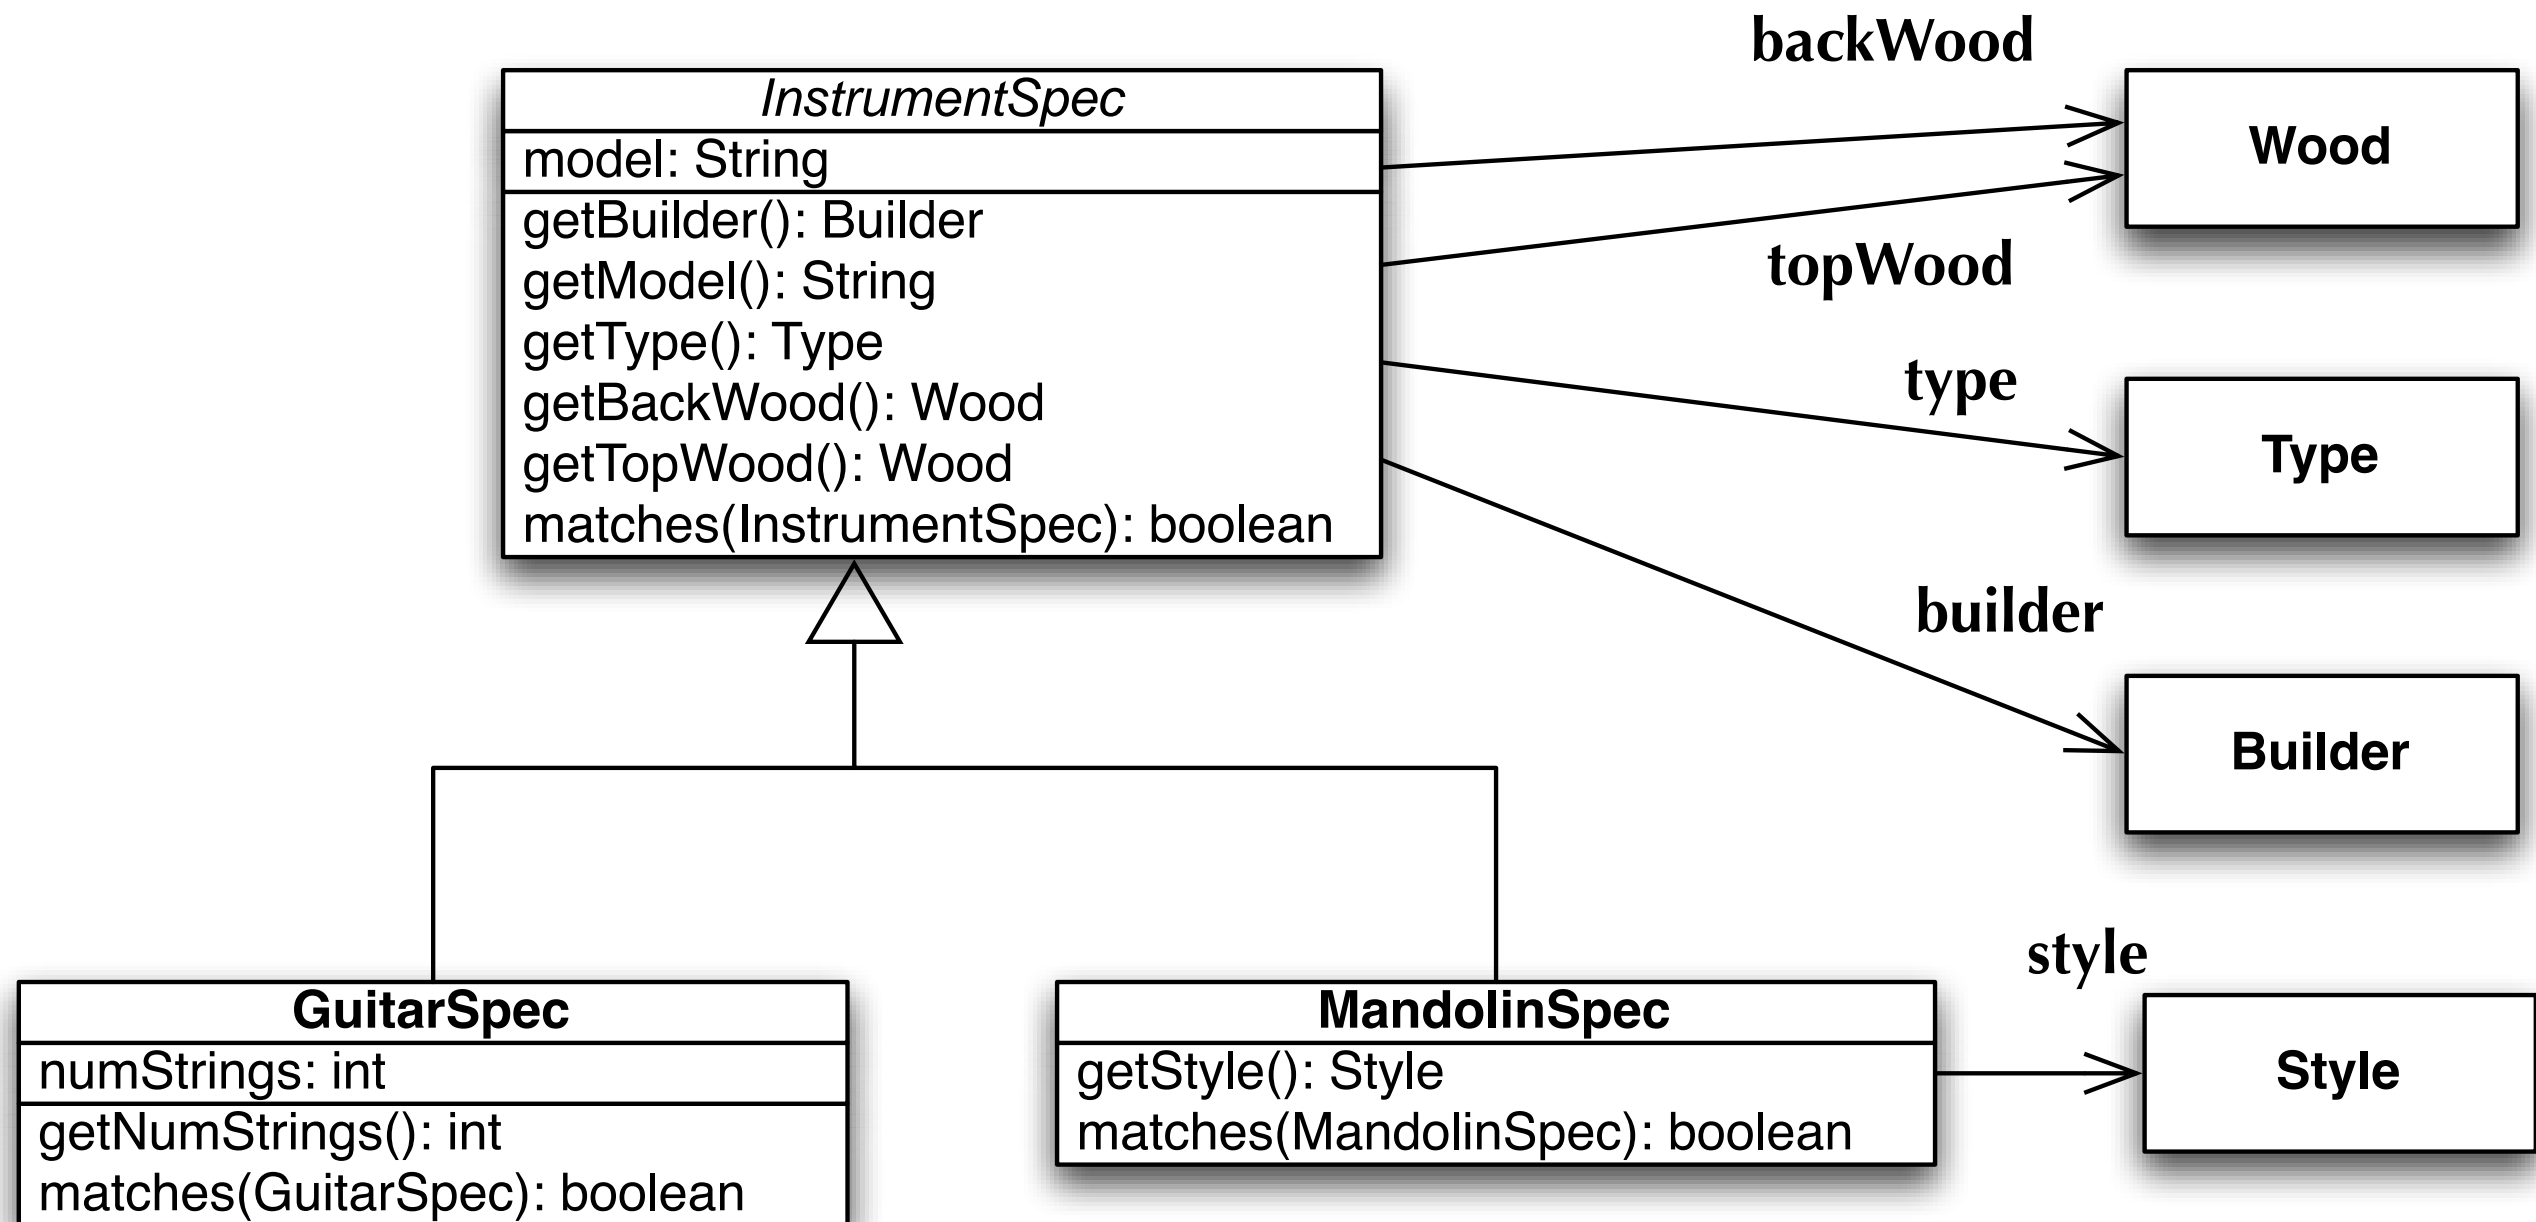 backWood
InstrumentSpec
model: String
getBuilder(): Builder
getModel(): String
getType(): Type
getBackWood(): Wood
getTopWood(): Wood
matches(InstrumentSpec): boolean
Wood
topWood
type
Type
builder
Builder
GuitarSpec
numStrings: int
getNumStrings(): int
matches(GuitarSpec): boolean
MandolinSpec
getStyle(): Style
matches(MandolinSpec): boolean
style
Style